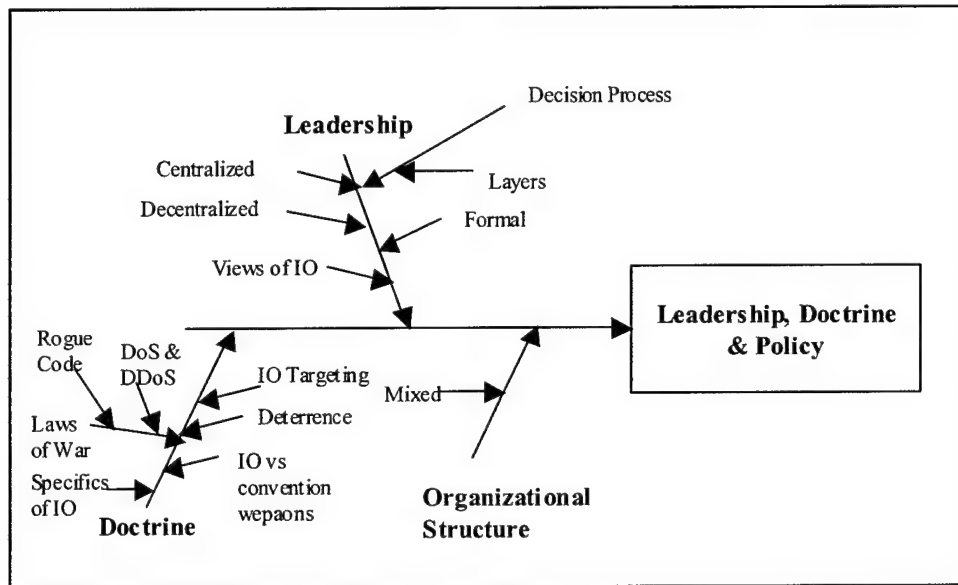 Decision Process
Leadership
Centralized
Layers
Decentralized
Formal
Views of IO
Leadership, Doctrine
& Policy
Rogue
Code
DoS &
DDoS
IO Targeting
Mixed
Deterrence
Laws
of War
IO vs
convention
wepaons
Specifics
of IO
Doctrine
Organizational
Structure